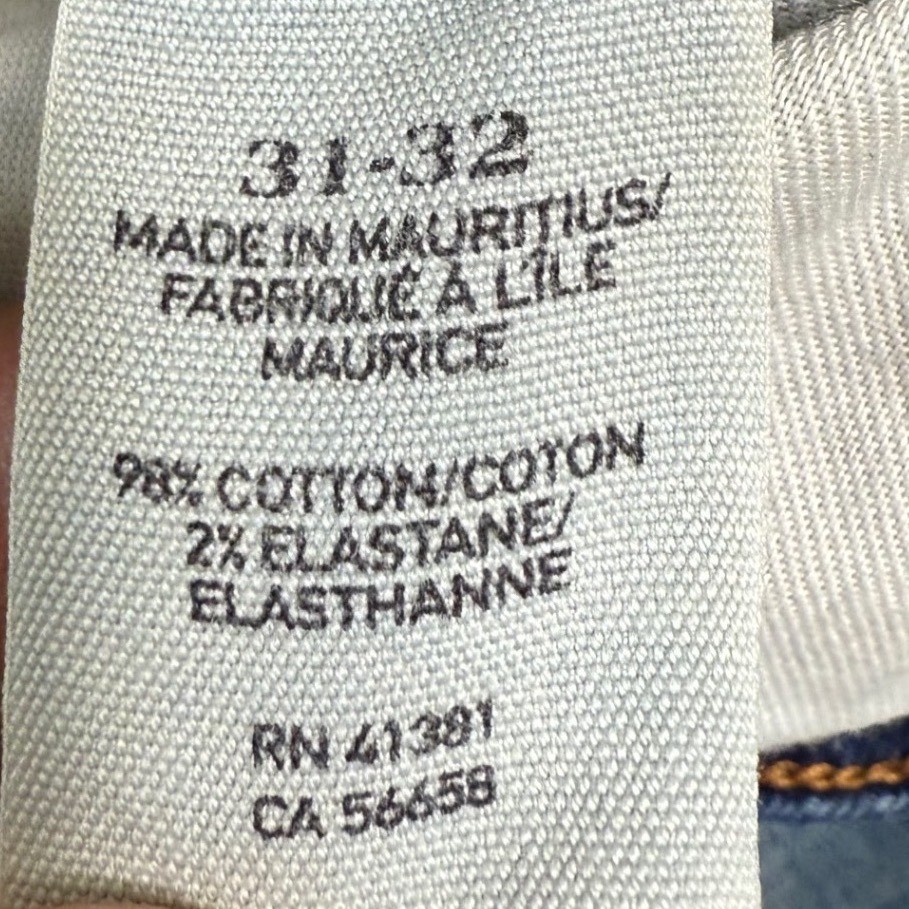 31-32
MADE IN MAURITIUS/
FABRIQUÉ À L'ÎLE
MAURICE
98% COTTON/COTON
2% ELASTANE/
ELASTHANNE
RN 41381
CA 56658